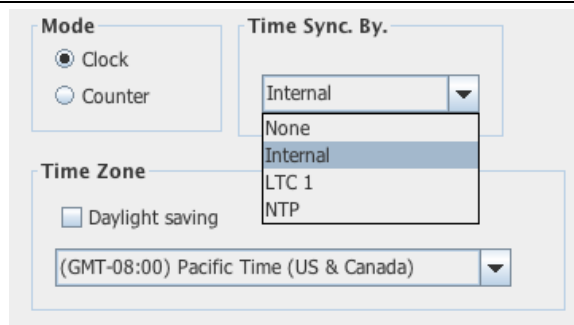 Mode
Clock
Counter
Time Sync. By.
Internal
None
Internal
LTC 1
NTP
Time Zone
Daylight saving
(GMT-08:00) Pacific Time (US & Canada)